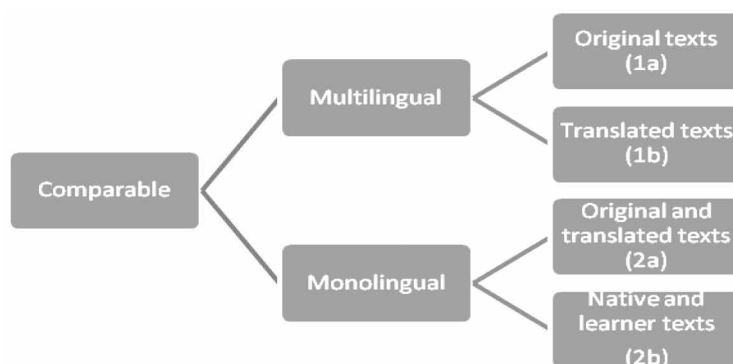 Comparable
Multilingual
Original texts
(1a)
Translated texts
(1b)
Monolingual
Original and
translated texts
(2a)
Native and
learner texts
(2b)